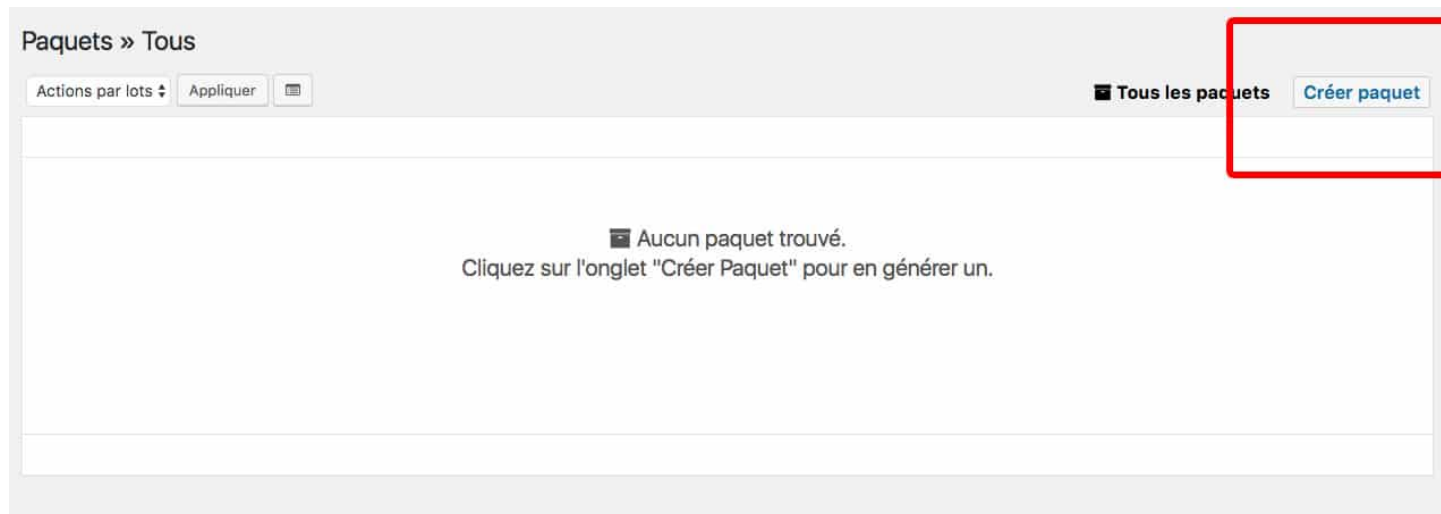 Paquets » Tous
Actions par lots Appliquer Tous les paquets Créer paquet
Aucun paquet trouvé.
Cliquez sur l'onglet "Créer Paquet" pour en générer un.